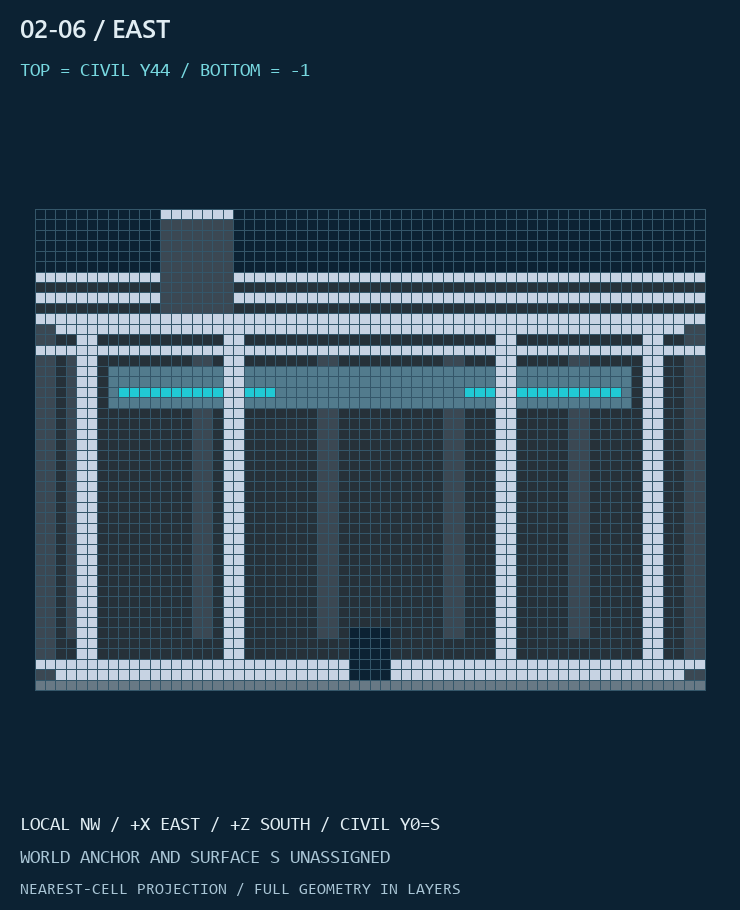 02-06 / EAST
TOP = CIVIL Y44 / BOTTOM = -1
LOCAL NW / +X EAST / +Z SOUTH / CIVIL Y0=S
WORLD ANCHOR AND SURFACE S UNASSIGNED
NEAREST-CELL PROJECTION / FULL GEOMETRY IN LAYERS